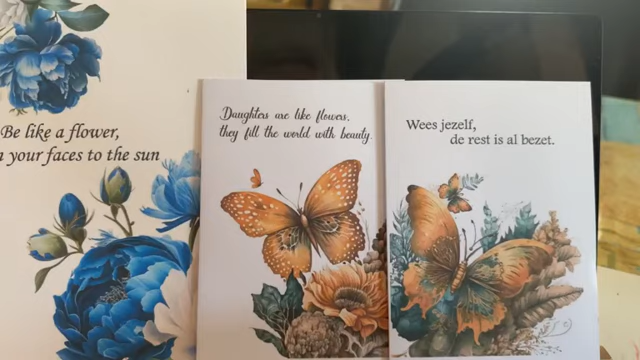 Be like a flower,
your faces to the sun
Daughters are like flowers,
they fill the world with beauty.
Wees jezelf,
de rest is al bezet.